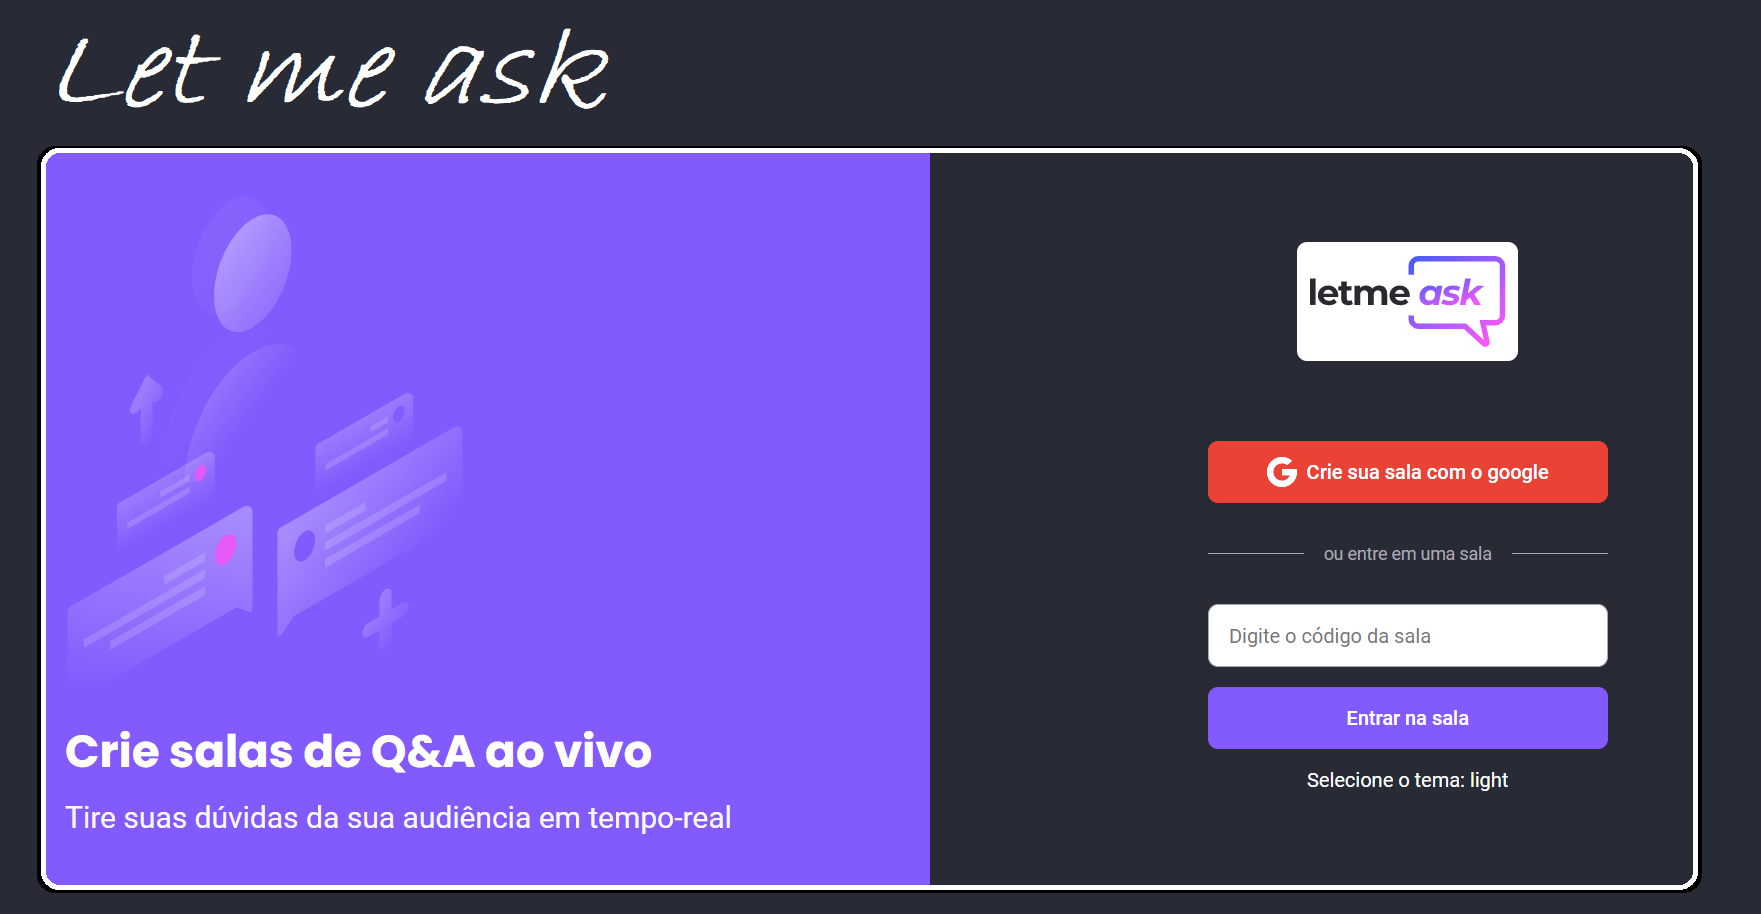 Let me ask
Crie salas de Q&A ao vivo
Tire suas dúvidas da sua audiência em tempo-real
letme ask
Crie sua sala com o google
ou entre em uma sala
Digite o código da sala
Entrar na sala
Selecione o tema: light